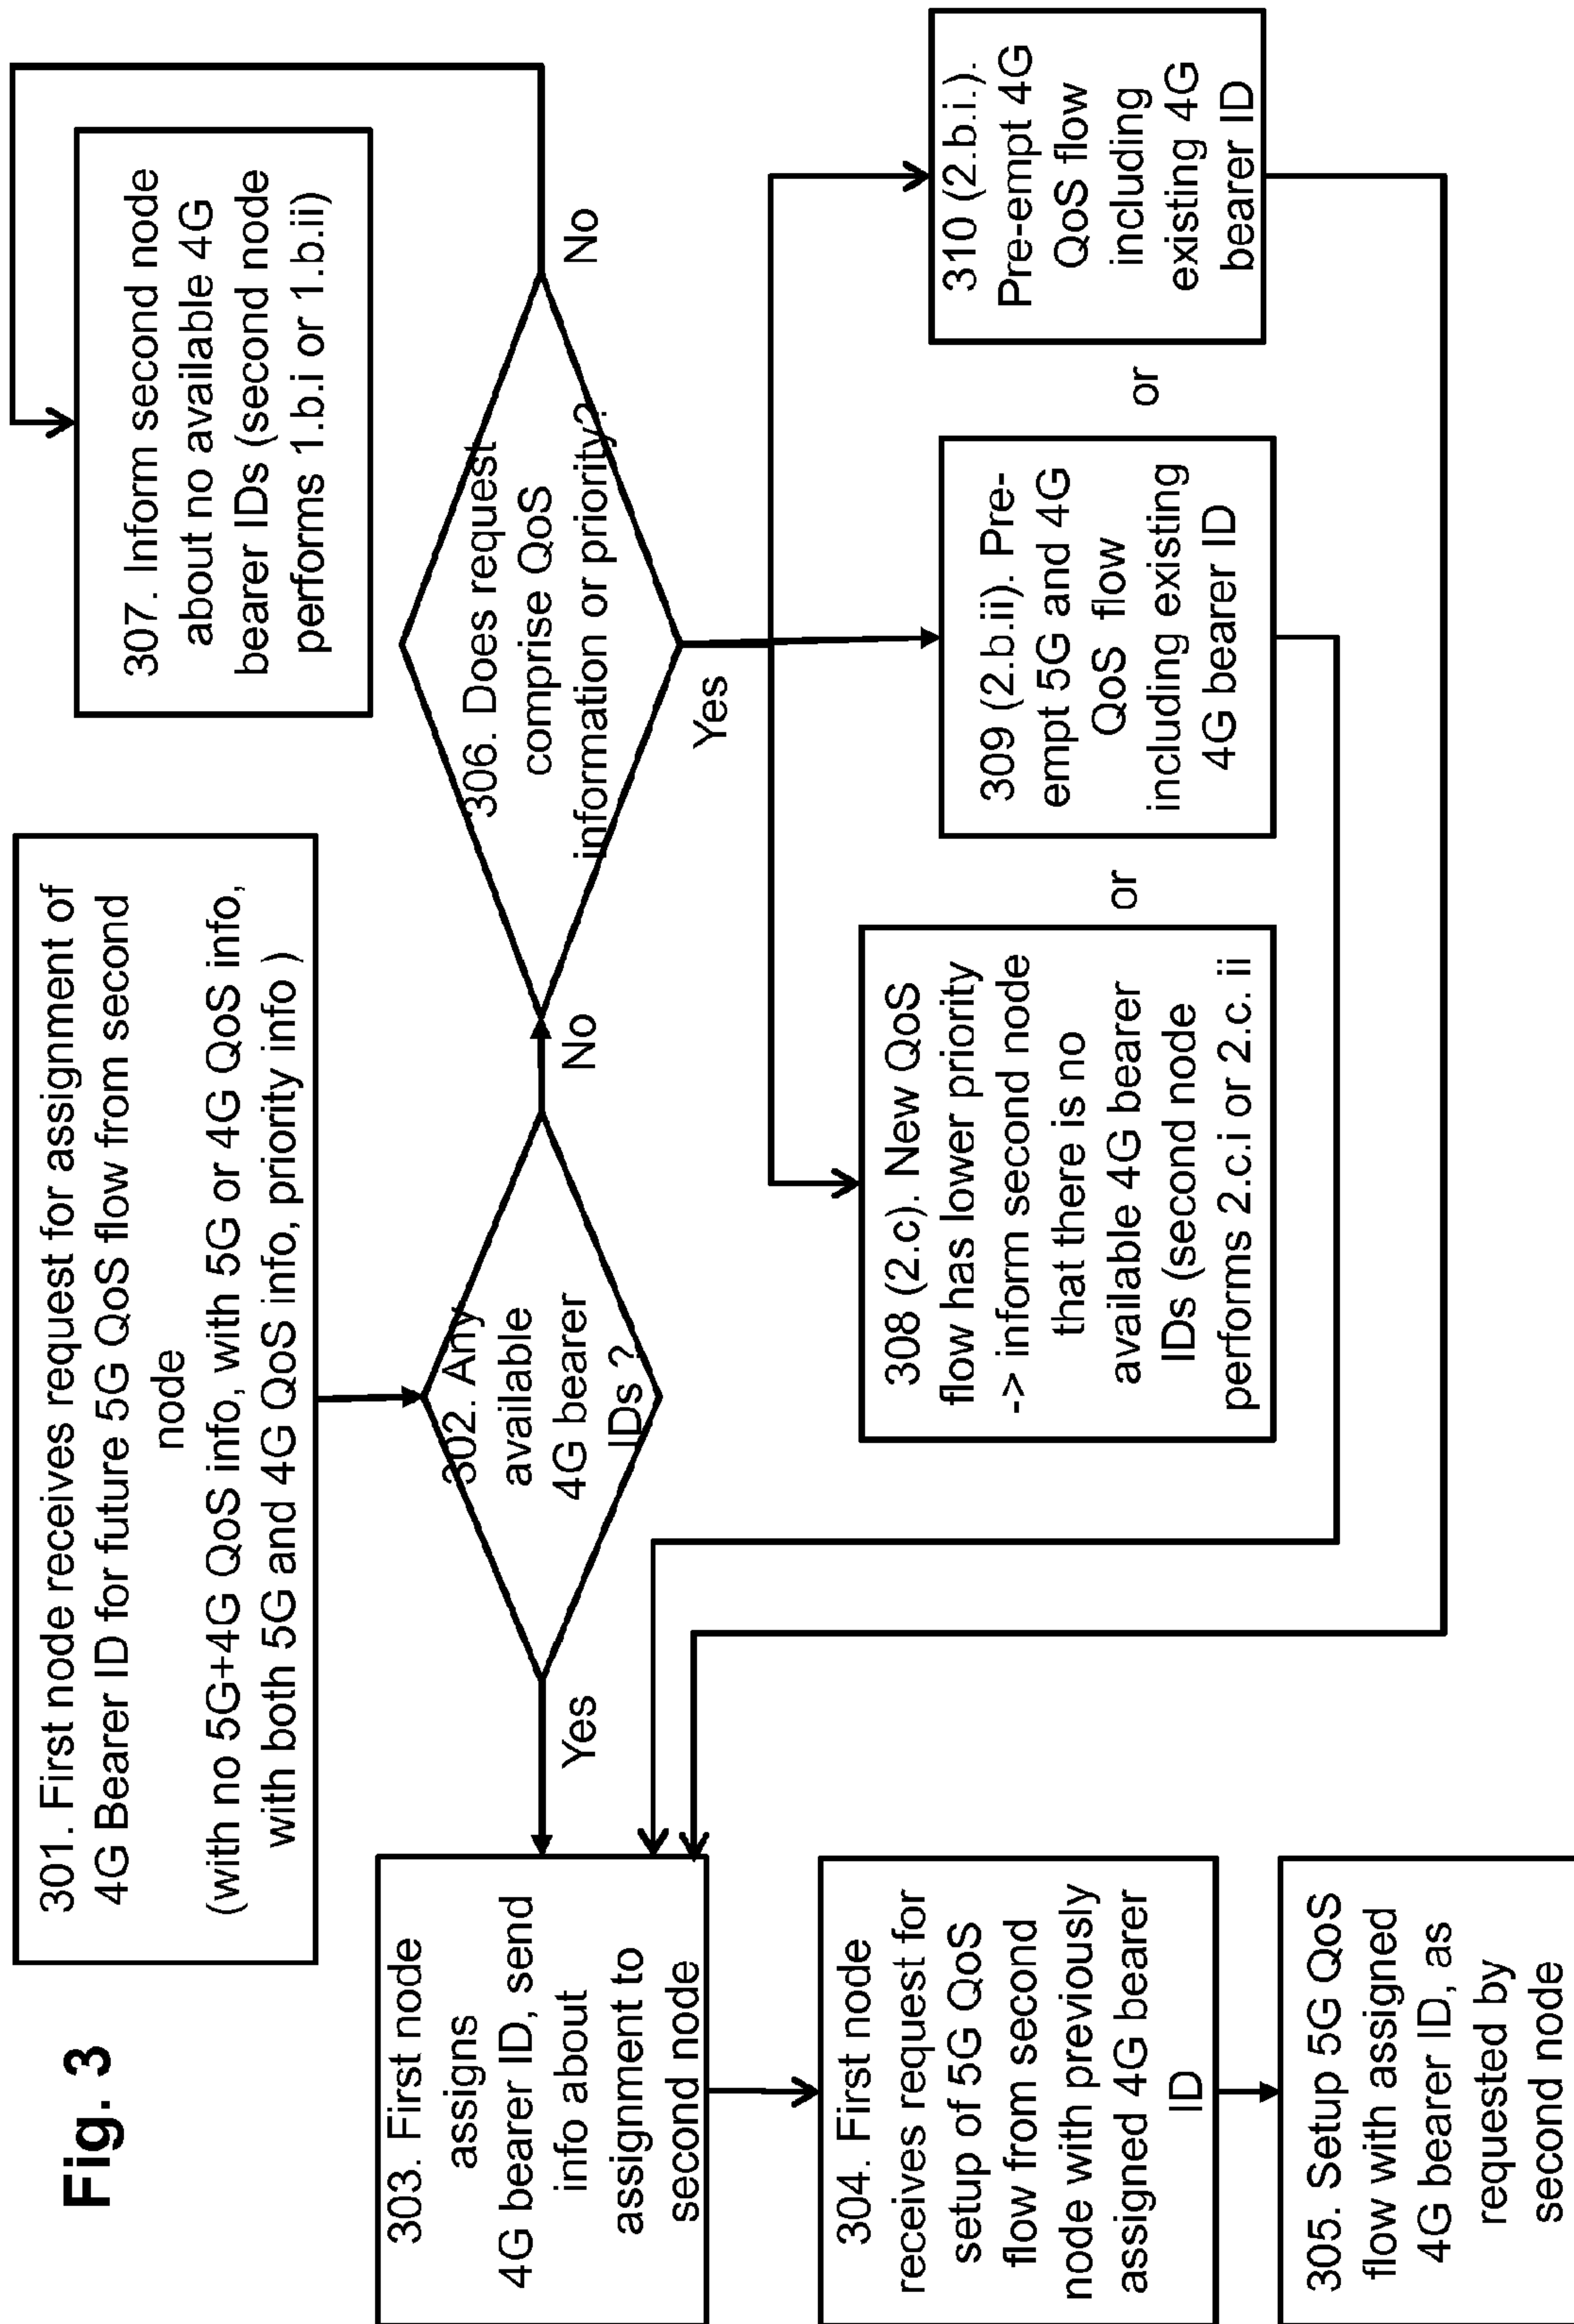 Fig. 3
301. First node receives request for assignment of
4G Bearer ID for future 5G QoS flow from second
node
(with no 5G+4G QoS info, with 5G or 4G QoS info,
with both 5G and 4G QoS info, priority info )
302. Any
available
4G bearer
IDs ?
Yes
No
303. First node
assigns
4G bearer ID, send
info about
assignment to
second node
304. First node
receives request for
setup of 5G QoS
flow from second
node with previously
assigned 4G bearer
ID
305. Setup 5G QoS
flow with assigned
4G bearer ID, as
requested by
second node
306. Does request
comprise QoS
information or priority?.
No
Yes
307. Inform second node
about no available 4G
bearer IDs (second node
performs 1.b.i or 1.b.ii)
308 (2.c). New QoS
flow has lower priority
-> inform second node
that there is no
available 4G bearer
IDs (second node
performs 2.c.i or 2.c. ii
or
309 (2.b.ii). Pre-
empt 5G and 4G
QoS flow
including existing
4G bearer ID
or
310 (2.b.i.).
Pre-empt 4G
QoS flow
including
existing 4G
bearer ID